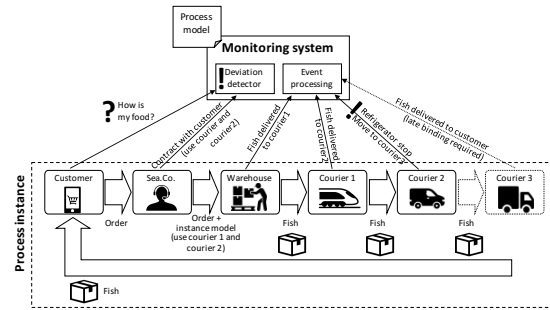 Process
model
Monitoring system
! Deviation
detector
Event
processing
? How is
my food?
Contract with customer
(use courier and
courier2)
Fish delivered
to courier1
Fish delivered
to courier2
! Refrigerator stop
Move to courier3
Fish delivered to customer
(late binding required)
Process instance
Customer
Sea.Co.
Warehouse
Courier 1
Courier 2
Courier 3
Order
Order +
instance model
(use courier 1 and
courier 2)
Fish
Fish
Fish
Fish